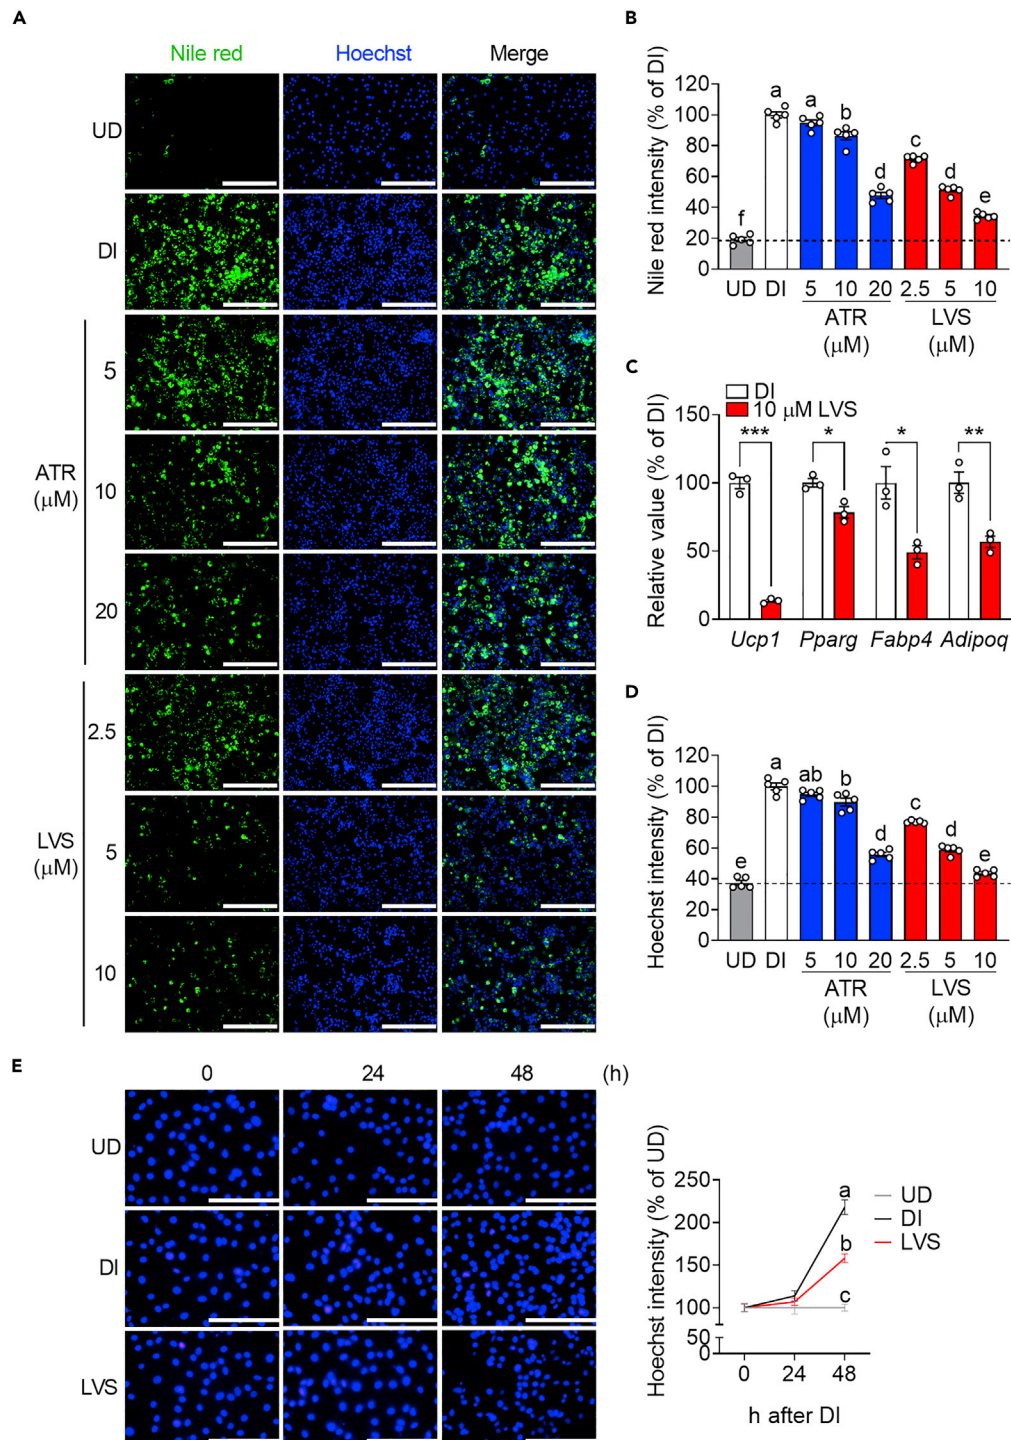 A
Nile red Hoechst Merge
UD
DI
5
ATR
(μM)
10
20
2.5
LVS
(μM)
5
10
B
Nile red intensity (% of DI)
120
100
80
60
40
20
0
f a a b d c d e
UD DI 5 10 20 2.5 5 10
ATR LVS
(μM) (μM)
C
DI
10 μM LVS
Relative value (% of DI)
150
100
50
0
*** * * **
Ucp1 Pparg Fabp4 Adipoq
D
Hoechst intensity (% of DI)
120
100
80
60
40
20
0
e a ab b d c d e
UD DI 5 10 20 2.5 5 10
ATR LVS
(μM) (μM)
E
0 24 48 (h)
UD
DI
LVS
Hoechst intensity (% of UD)
250
200
150
100
50
0
a
b
c
UD
DI
LVS
0 24 48
h after DI